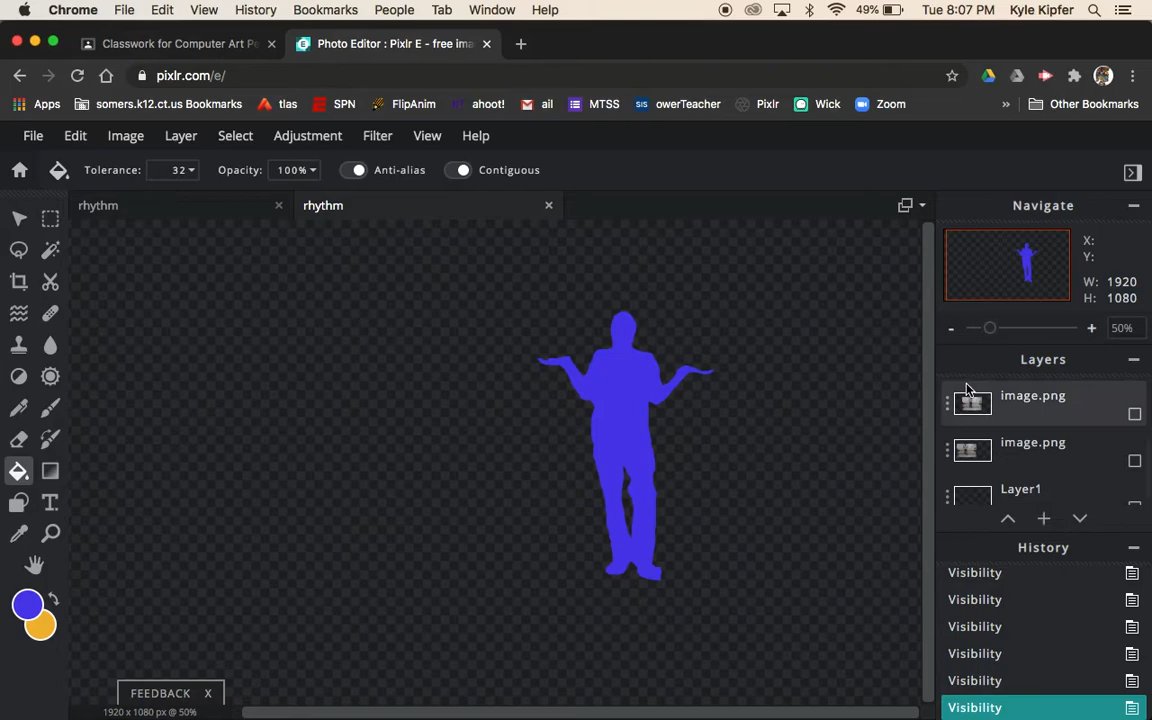 Chrome File Edit View History Bookmarks People Tab Window Help 49% Tue 8:07 PM Kyle Kipfer
Classwork for Computer Art Pe Photo Editor : Pixlr E - free ima
pixlr.com/e/
Apps somers.k12.ct.us Bookmarks tlas SPN FlipAnim ahoot! ail MTSS SIS owerTeacher Pixlr Wick Zoom » Other Bookmarks
File Edit Image Layer Select Adjustment Filter View Help
Tolerance: 32 Opacity: 100% Anti-alias Contiguous
rhythm rhythm
Navigate
X:
Y:
W: 1920
H: 1080
- + 50%
Layers
image.png
image.png
Layer1
History
Visibility
Visibility
Visibility
Visibility
Visibility
Visibility
FEEDBACK X
1920 x 1080 px @ 50%